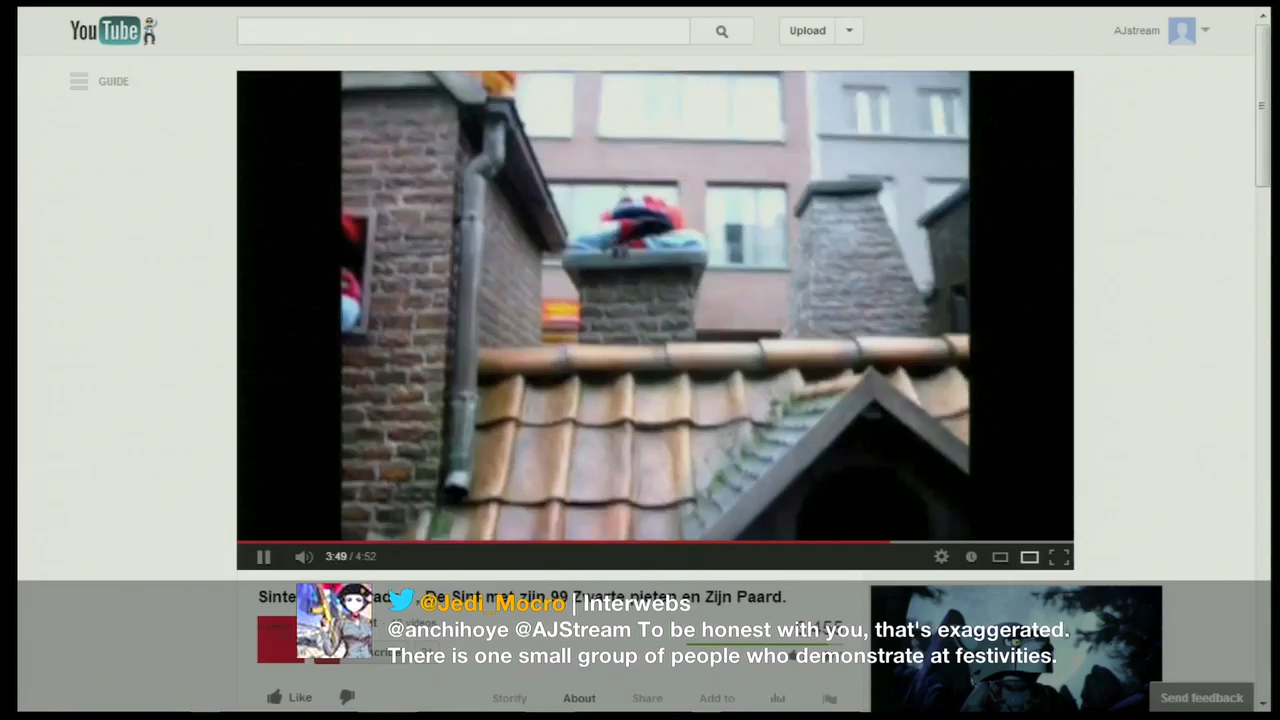 YouTube
Upload
AJstream
GUIDE
3:49 / 4:52
De Sint met zijn 99 Zwarte pieten en Zijn Paard.
@Jedi_Mocro | Interwebs
@anchihoye @AJStream To be honest with you, that's exaggerated.
There is one small group of people who demonstrate at festivities.
Like
Storify About Share Add to
Send feedback